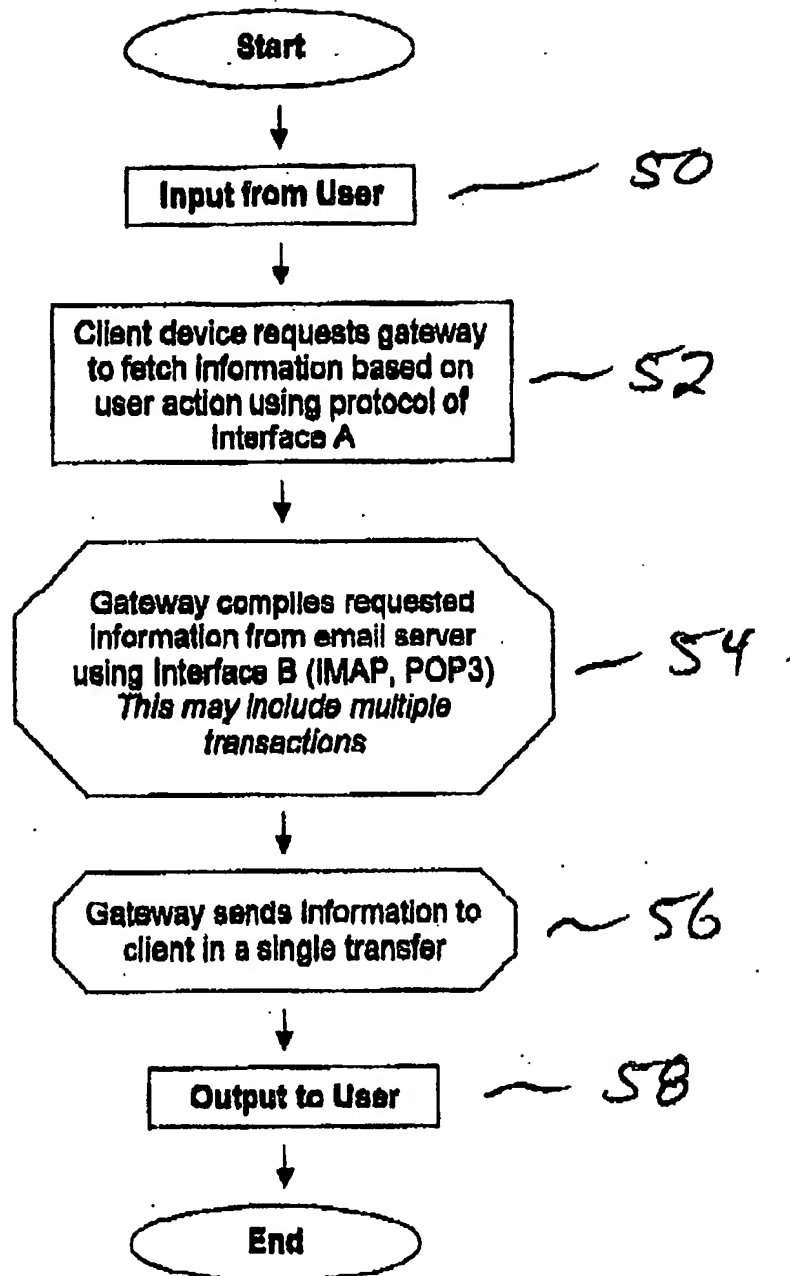 Start
Input from User
50
Client device requests gateway
to fetch information based on
user action using protocol of
Interface A
52
Gateway compiles requested
information from email server
using Interface B (IMAP, POP3)
This may include multiple
transactions
54
Gateway sends information to
client in a single transfer
56
Output to User
58
End